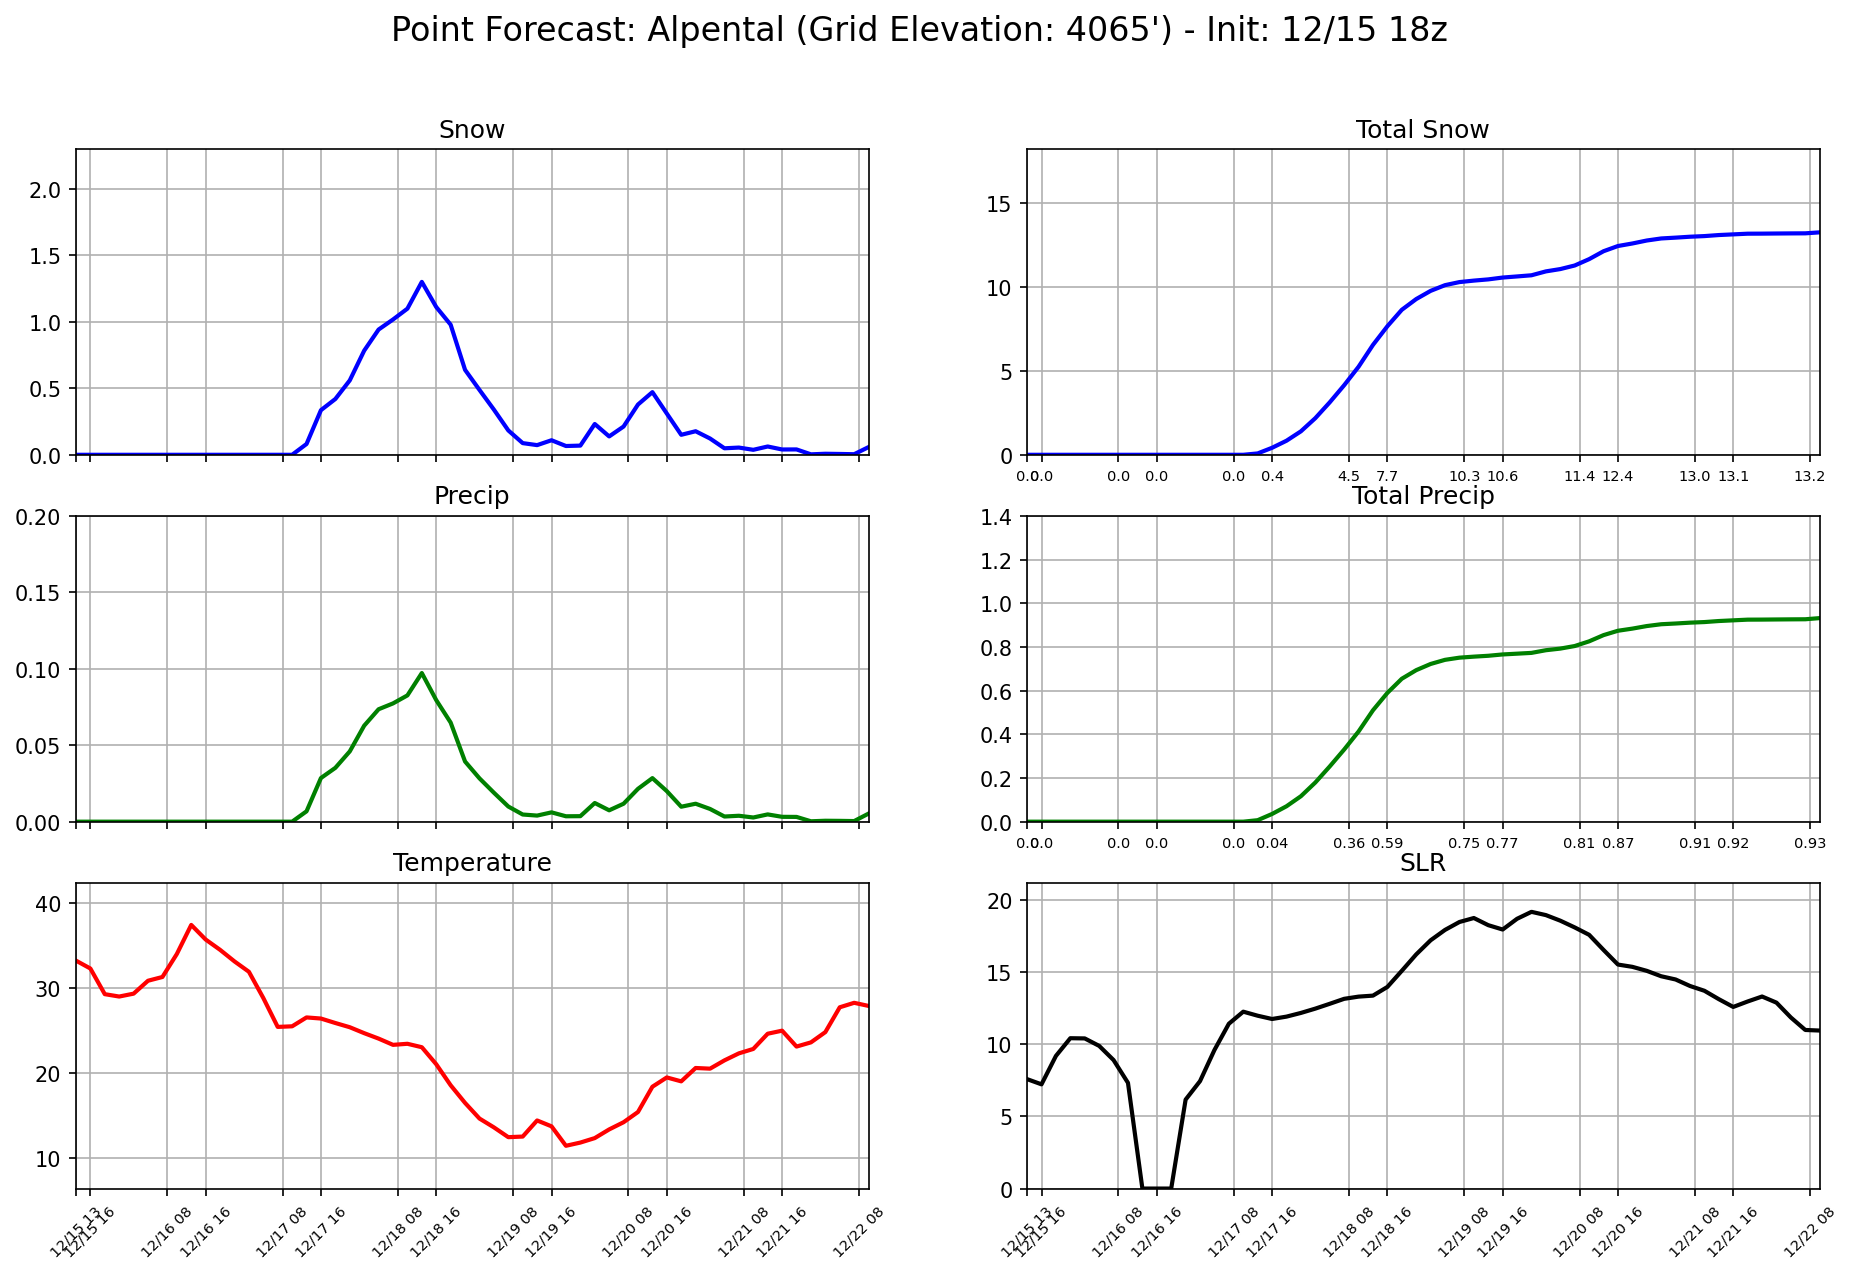 Point Forecast: Alpental (Grid Elevation: 4065') - Init: 12/15 18z
Snow
2.0
1.5
1.0
0.5
0.0
Total Snow
15
10
5
0
0.0 0.0 0.0 0.0 0.0 0.4 4.5 7.7 10.3 10.6 11.4 12.4 13.0 13.1 13.2
Precip
0.20
0.15
0.10
0.05
0.00
Total Precip
1.4
1.2
1.0
0.8
0.6
0.4
0.2
0.0
0.0 0.0 0.0 0.0 0.0 0.04 0.36 0.59 0.75 0.77 0.81 0.87 0.91 0.92 0.93
Temperature
40
30
20
10
12/15 13 12/15 16 12/16 08 12/16 16 12/17 08 12/17 16 12/18 08 12/18 16 12/19 08 12/19 16 12/20 08 12/20 16 12/21 08 12/21 16 12/22 08
SLR
20
15
10
5
0
12/15 13 12/15 16 12/16 08 12/16 16 12/17 08 12/17 16 12/18 08 12/18 16 12/19 08 12/19 16 12/20 08 12/20 16 12/21 08 12/21 16 12/22 08